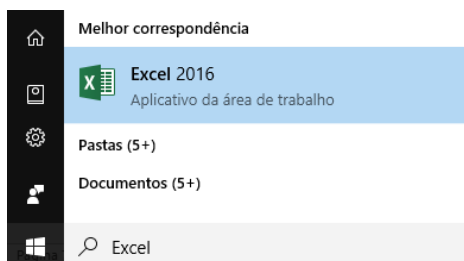 Melhor correspondência
Excel 2016
Aplicativo da área de trabalho
Pastas (5+)
Documentos (5+)
Excel